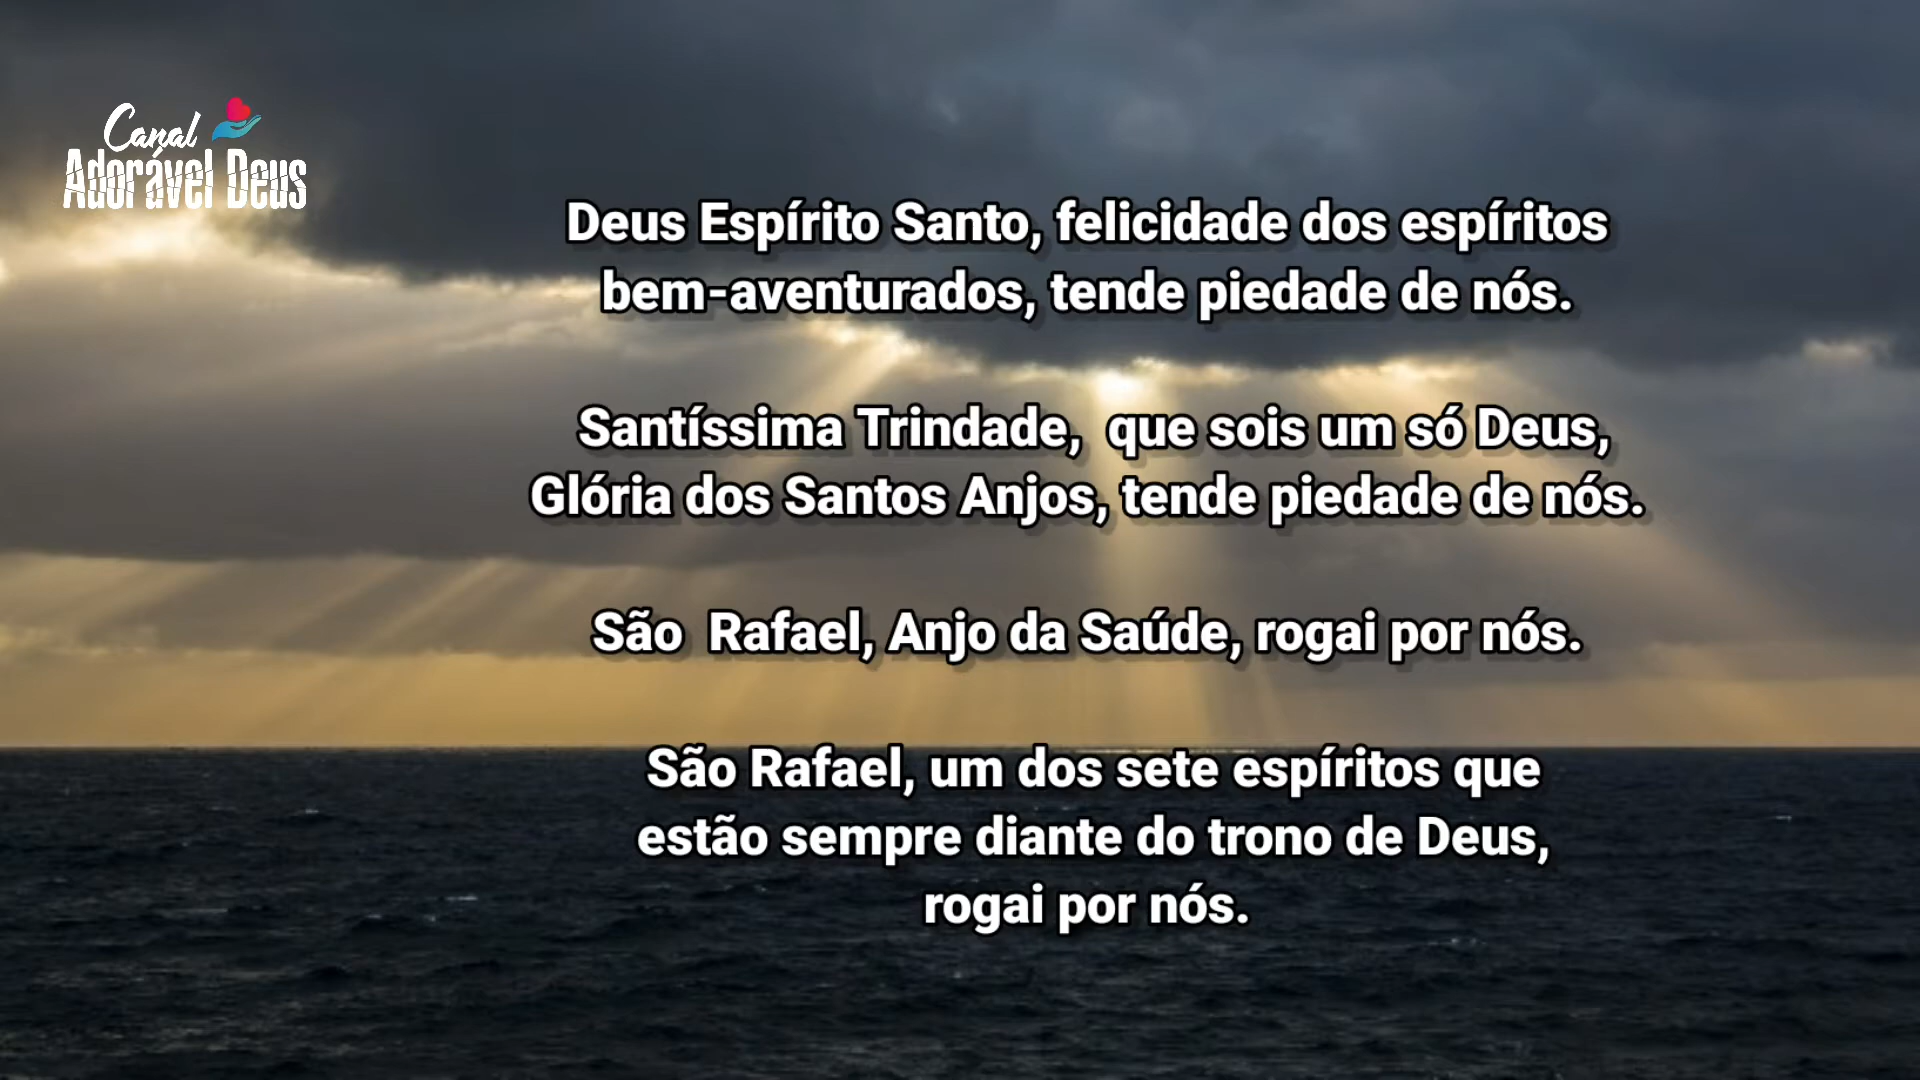 Canal
Adorável Deus
Deus Espírito Santo, felicidade dos espíritos
bem-aventurados, tende piedade de nós.
Santíssima Trindade,  que sois um só Deus,
Glória dos Santos Anjos, tende piedade de nós.
São  Rafael, Anjo da Saúde, rogai por nós.
São Rafael, um dos sete espíritos que
estão sempre diante do trono de Deus,
rogai por nós.